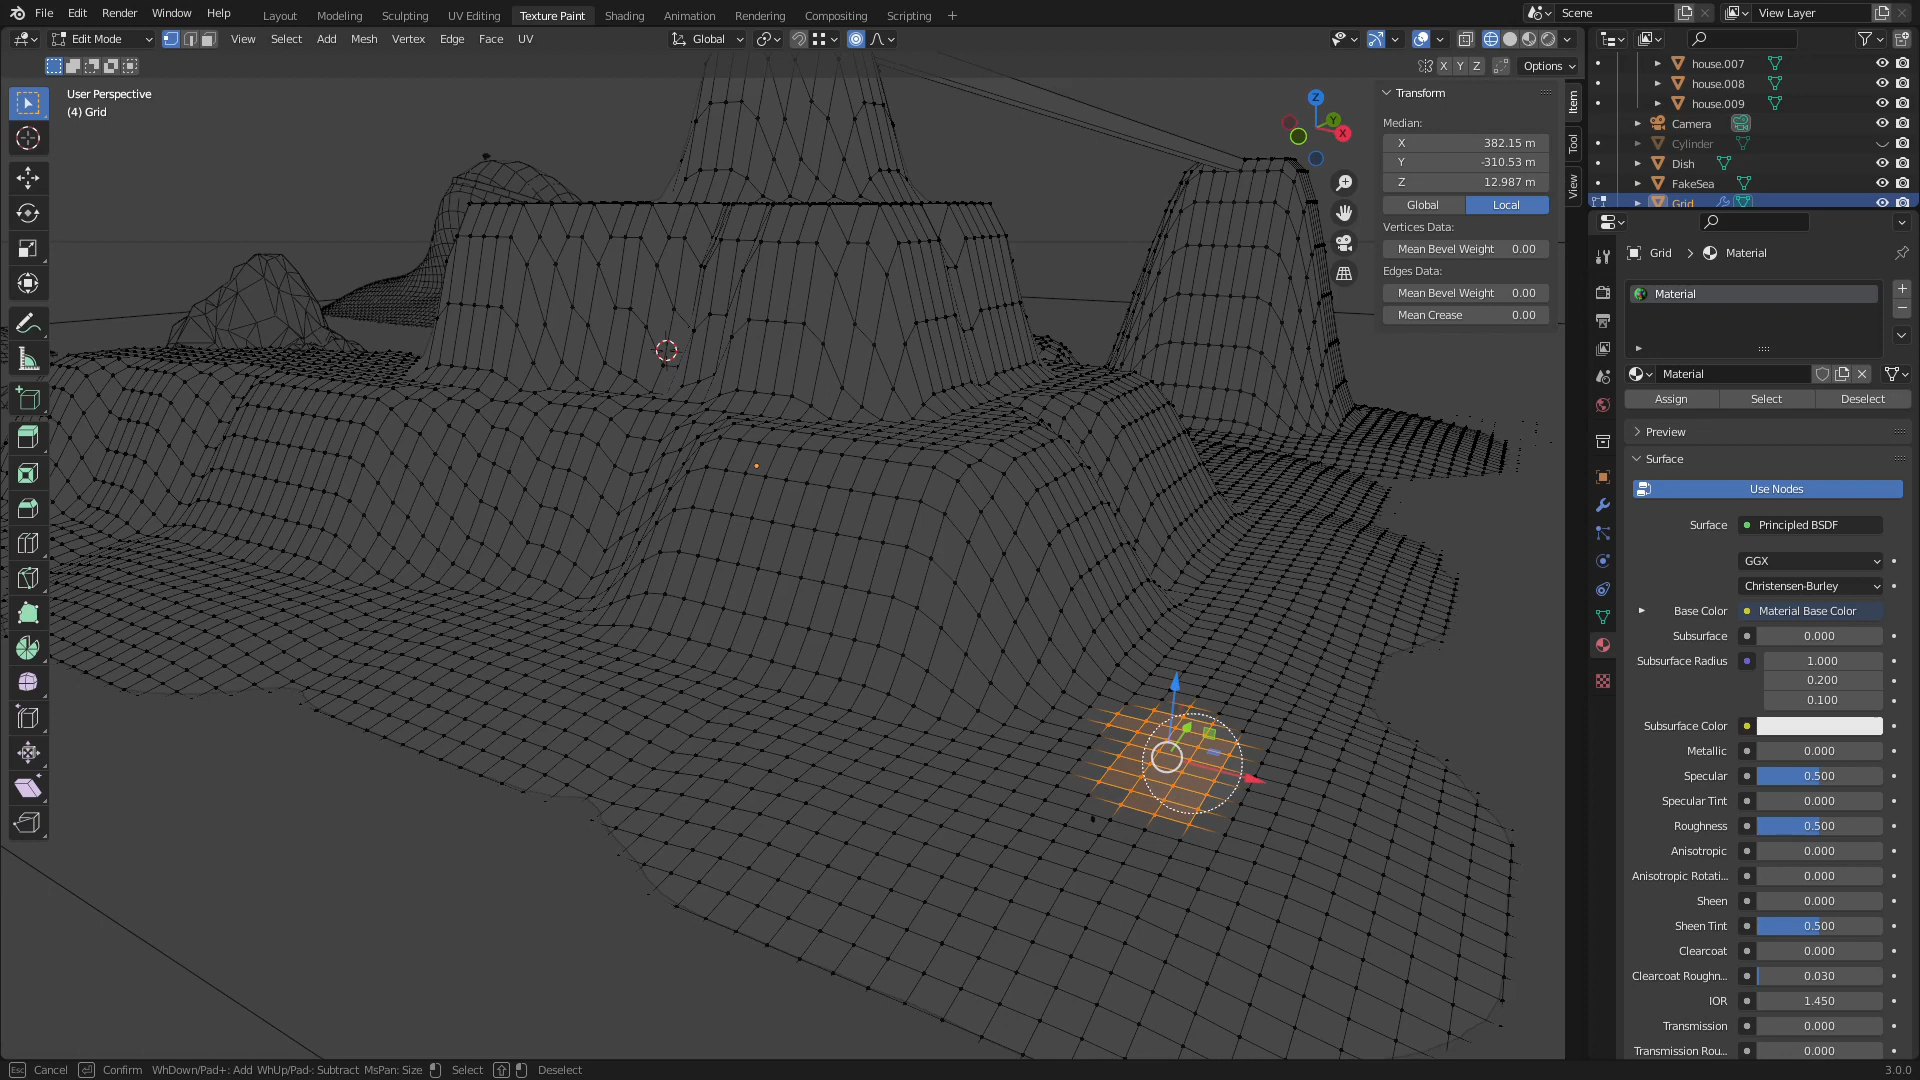 File Edit Render Window Help Layout Modeling Sculpting UV Editing Texture Paint Shading Animation Rendering Compositing Scripting + Scene View Layer
Edit Mode View Select Add Mesh Vertex Edge Face UV Global
X Y Z Options
User Perspective
(4) Grid
Z
Y
X
Transform
Median:
X 382.15 m
Y -310.53 m
Z 12.987 m
Global Local
Vertices Data:
Mean Bevel Weight 0.00
Edges Data:
Mean Bevel Weight 0.00
Mean Crease 0.00
Item
Tool
View
house.007
house.008
house.009
Camera
Cylinder
Dish
FakeSea
Grid
Grid > Material
Material
Material
Assign Select Deselect
Preview
Surface
Use Nodes
Surface Principled BSDF
GGX
Christensen-Burley
Base Color Material Base Color
Subsurface 0.000
Subsurface Radius 1.000
0.200
0.100
Subsurface Color
Metallic 0.000
Specular 0.500
Specular Tint 0.000
Roughness 0.500
Anisotropic 0.000
Anisotropic Rotati... 0.000
Sheen 0.000
Sheen Tint 0.500
Clearcoat 0.000
Clearcoat Roughn... 0.030
IOR 1.450
Transmission 0.000
Transmission Rou... 0.000
Esc Cancel Confirm WhDown/Pad+: Add WhUp/Pad-: Subtract MsPan: Size Select Deselect 3.0.0